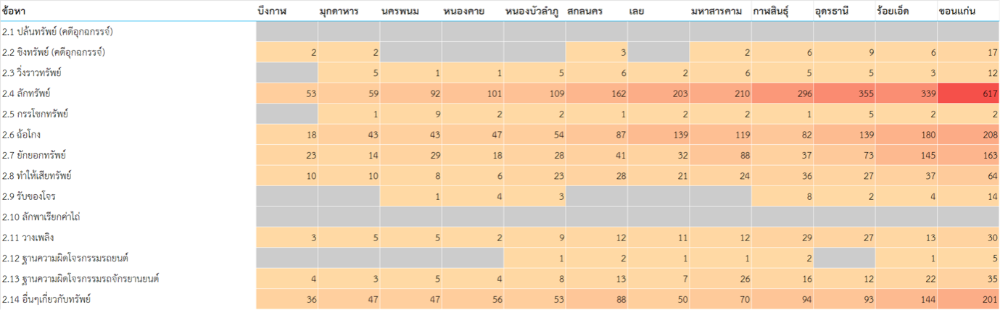 ข้อหา บึงกาฬ มุกดาหาร นครพนม หนองคาย หนองบัวลำภู สกลนคร เลย มหาสารคาม กาฬสินธุ์ อุดรธานี ร้อยเอ็ด ขอนแก่น
2.1 ปล้นทรัพย์ (คดีอุกฉกรรจ์)
2.2 ชิงทรัพย์ (คดีอุกฉกรรจ์) 2 2 3 2 6 9 6 17
2.3 วิ่งราวทรัพย์ 5 1 1 5 6 2 6 5 5 3 12
2.4 ลักทรัพย์ 53 59 92 101 109 162 203 210 296 355 339 617
2.5 กรรโชกทรัพย์ 1 9 2 2 1 2 2 1 5 2 2
2.6 ฉ้อโกง 18 43 43 47 54 87 139 119 82 139 180 208
2.7 ยักยอกทรัพย์ 23 14 29 18 28 41 32 88 37 73 145 163
2.8 ทำให้เสียทรัพย์ 10 10 8 6 23 28 21 24 36 27 37 64
2.9 รับของโจร 1 4 3 8 2 4 14
2.10 ลักพาเรียกค่าไถ่
2.11 วางเพลิง 3 5 5 2 9 12 11 12 29 27 13 30
2.12 ฐานความผิดโจรกรรมรถยนต์ 1 2 1 1 2 1 5
2.13 ฐานความผิดโจรกรรมรถจักรยานยนต์ 4 3 5 4 8 13 7 26 16 12 22 35
2.14 อื่นๆเกี่ยวกับทรัพย์ 36 47 47 56 53 88 50 70 94 93 144 201